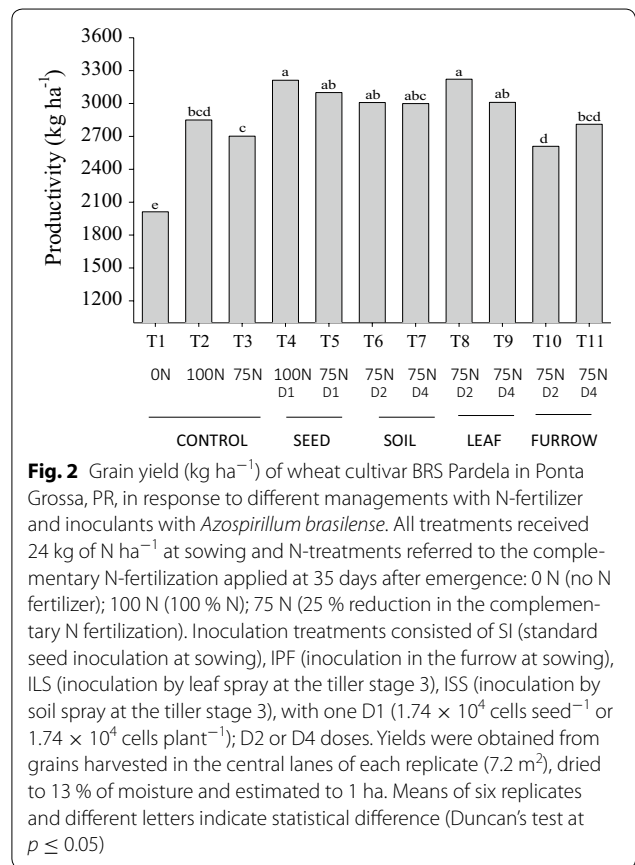 3600
3300
3000
2700
2400
2100
1800
1500
1200
Productivity (kg ha⁻¹)
e
bcd
c
a
ab
ab
abc
a
ab
d
bcd
T1 T2 T3 T4 T5 T6 T7 T8 T9 T10 T11
0N 100N 75N 100N 75N 75N 75N 75N 75N 75N 75N
D1 D1 D2 D4 D2 D4 D2 D4
CONTROL SEED SOIL LEAF FURROW
Fig. 2 Grain yield (kg ha⁻¹) of wheat cultivar BRS Pardela in Ponta
Grossa, PR, in response to different managements with N-fertilizer
and inoculants with Azospirillum brasilense. All treatments received
24 kg of N ha⁻¹ at sowing and N-treatments referred to the comple-
mentary N-fertilization applied at 35 days after emergence: 0 N (no N
fertilizer); 100 N (100 % N); 75 N (25 % reduction in the complemen-
tary N fertilization). Inoculation treatments consisted of SI (standard
seed inoculation at sowing), IPF (inoculation in the furrow at sowing),
ILS (inoculation by leaf spray at the tiller stage 3), ISS (inoculation by
soil spray at the tiller stage 3), with one D1 (1.74 × 10⁴ cells seed⁻¹ or
1.74 × 10⁴ cells plant⁻¹); D2 or D4 doses. Yields were obtained from
grains harvested in the central lanes of each replicate (7.2 m²), dried
to 13 % of moisture and estimated to 1 ha. Means of six replicates
and different letters indicate statistical difference (Duncan's test at
p ≤ 0.05)